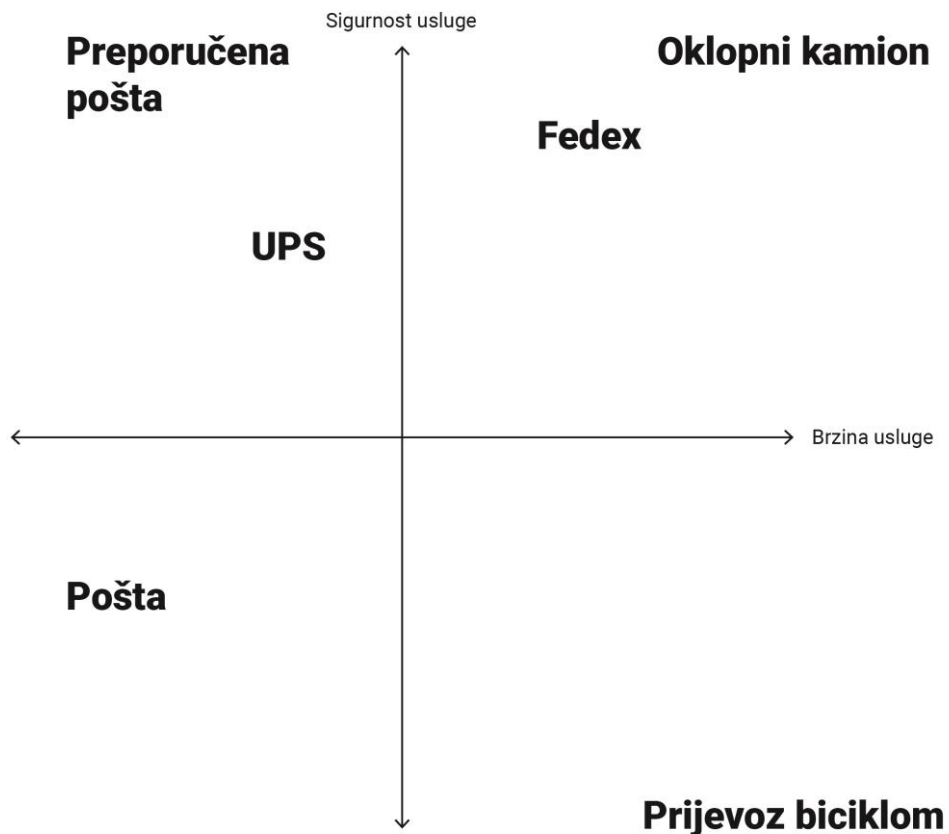 Sigurnost usluge
Preporučena
pošta
Oklopni kamion
Fedex
UPS
Brzina usluge
Pošta
Prijevoz biciklom